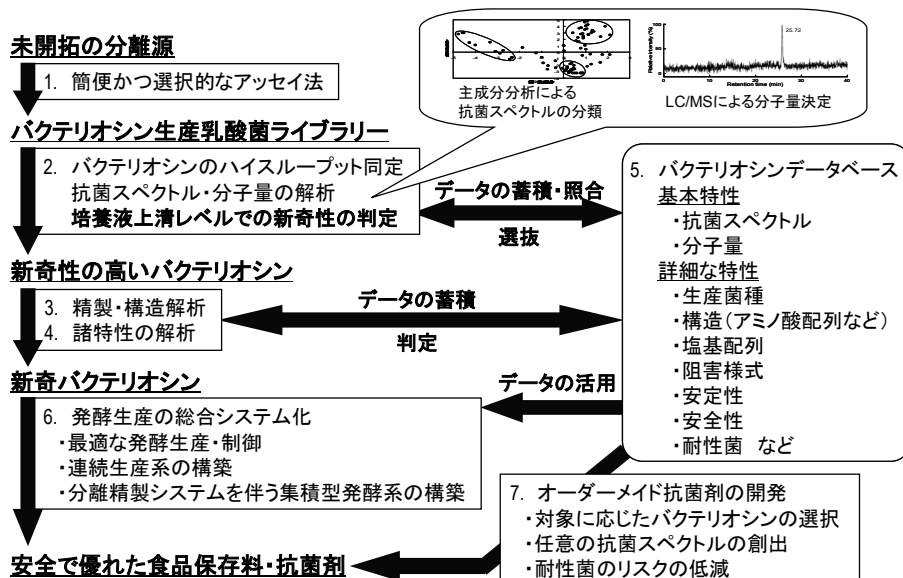 未開拓の分離源
1. 簡便かつ選択的なアッセイ法
主成分分析による
抗菌スペクトルの分類
Relative intensity (%)
100
50
0
25.72
0
10
20
30
40
Retention time (min)
LC/MSによる分子量決定
バクテリオシン生産乳酸菌ライブラリー
2. バクテリオシンのハイスループット同定
抗菌スペクトル・分子量の解析
培養液上清レベルでの新奇性の判定
データの蓄積・照合
選抜
新奇性の高いバクテリオシン
3. 精製・構造解析
4. 諸特性の解析
データの蓄積
判定
5. バクテリオシンデータベース
基本特性
・抗菌スペクトル
・分子量
詳細な特性
・生産菌種
・構造(アミノ酸配列など)
・塩基配列
・阻害様式
・安定性
・安全性
・耐性菌 など
新奇バクテリオシン
データの活用
6. 発酵生産の総合システム化
・最適な発酵生産・制御
・連続生産系の構築
・分離精製システムを伴う集積型発酵系の構築
7. オーダーメイド抗菌剤の開発
・対象に応じたバクテリオシンの選択
・任意の抗菌スペクトルの創出
・耐性菌のリスクの低減
安全で優れた食品保存料・抗菌剤